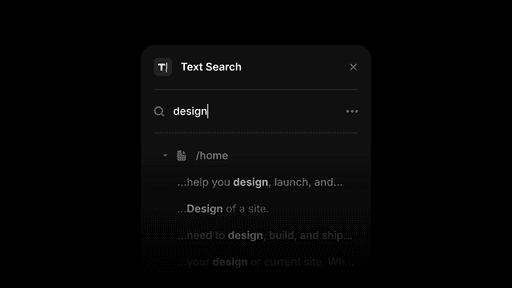 T Text Search
design
/home
...help you design, launch, and...
...Design of a site.
...need to design, build, and ship...
...your design or current site. Wh...